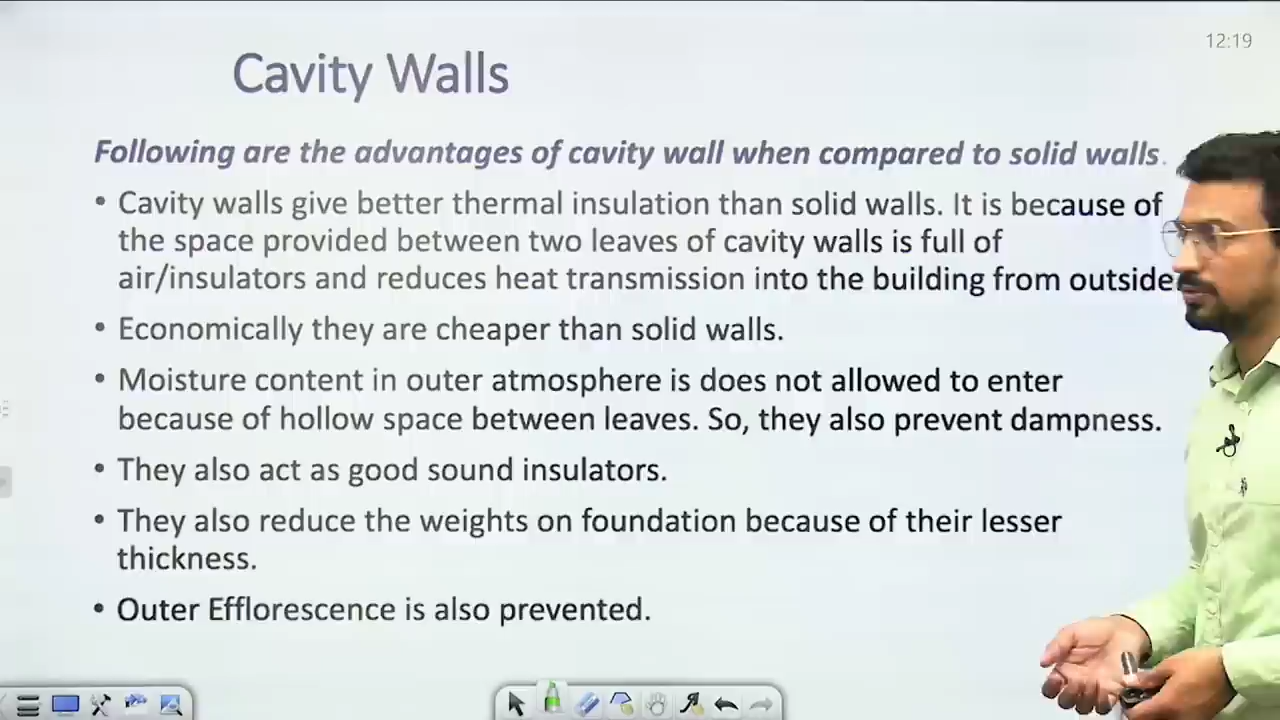 12:19
Cavity Walls
Following are the advantages of cavity wall when compared to solid walls.
• Cavity walls give better thermal insulation than solid walls. It is because of
the space provided between two leaves of cavity walls is full of
air/insulators and reduces heat transmission into the building from outside
• Economically they are cheaper than solid walls.
• Moisture content in outer atmosphere is does not allowed to enter
because of hollow space between leaves. So, they also prevent dampness.
• They also act as good sound insulators.
• They also reduce the weights on foundation because of their lesser
thickness.
• Outer Efflorescence is also prevented.